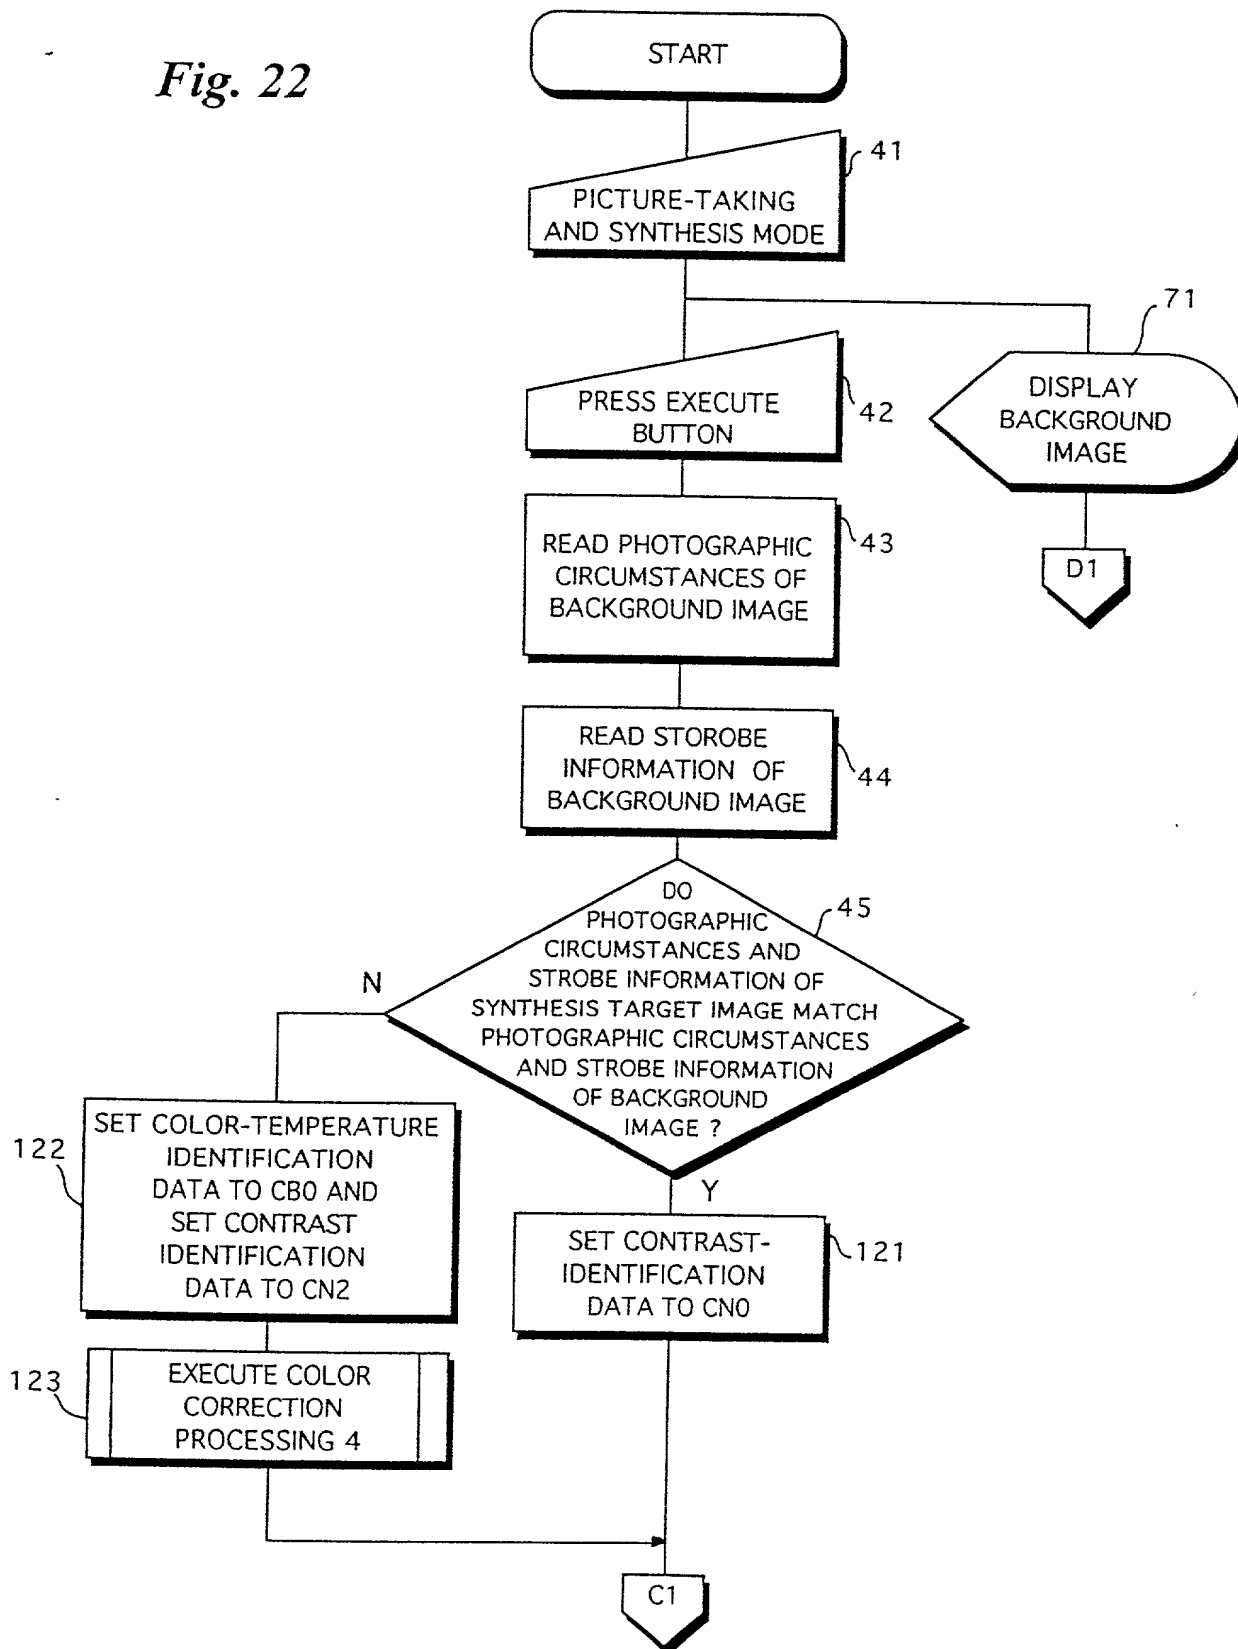 Fig. 22
START
41
PICTURE-TAKING
AND SYNTHESIS MODE
71
DISPLAY
BACKGROUND
IMAGE
D1
PRESS EXECUTE
BUTTON
42
READ PHOTOGRAPHIC
CIRCUMSTANCES OF
BACKGROUND IMAGE
43
READ STOROBE
INFORMATION OF
BACKGROUND IMAGE
44
DO
PHOTOGRAPHIC
CIRCUMSTANCES AND
STROBE INFORMATION OF
SYNTHESIS TARGET IMAGE MATCH
PHOTOGRAPHIC CIRCUMSTANCES
AND STROBE INFORMATION
OF BACKGROUND
IMAGE ?
45
N
Y
122
SET COLOR-TEMPERATURE
IDENTIFICATION
DATA TO CB0 AND
SET CONTRAST
IDENTIFICATION
DATA TO CN2
SET CONTRAST-
IDENTIFICATION
DATA TO CN0
121
123
EXECUTE COLOR
CORRECTION
PROCESSING 4
C1